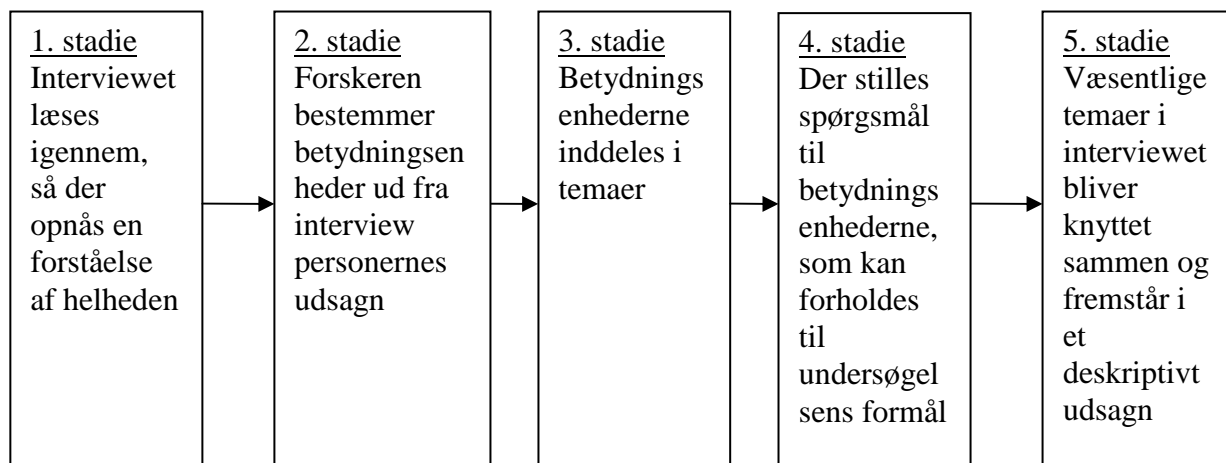 1. stadie
Interviewet
læses
igennem,
så der
opnås en
forståelse
af helheden
2. stadie
Forskeren
bestemmer
betydningsen
heder ud fra
interview
personernes
udsagn
3. stadie
Betydnings
enhederne
inddeles i
temaer
4. stadie
Der stilles
spørgsmål
til
betydnings
enhederne,
som kan
forholdes
til
undersøgel
sens formål
5. stadie
Væsentlige
temaer i
interviewet
bliver
knyttet
sammen og
fremstår i
et
deskriptivt
udsagn